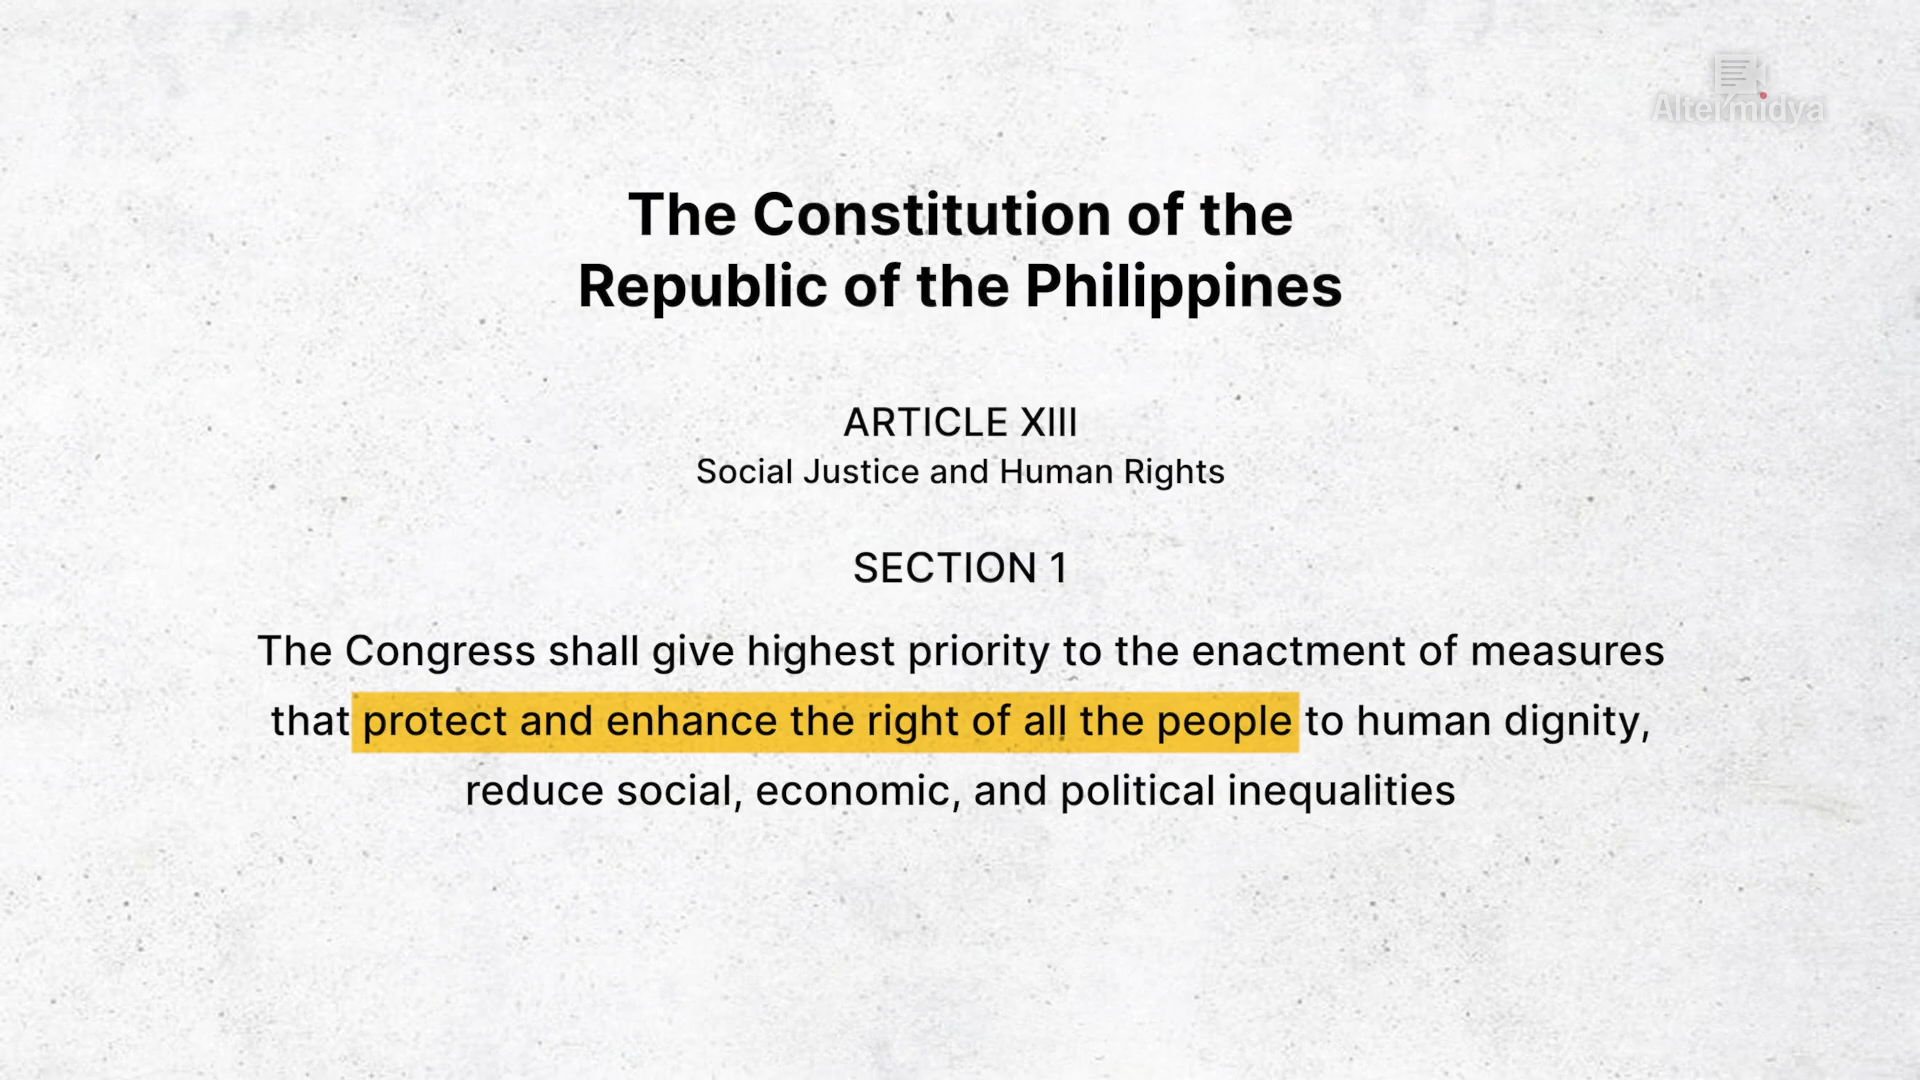 Altermidya
The Constitution of the
Republic of the Philippines
ARTICLE XIII
Social Justice and Human Rights
SECTION 1
The Congress shall give highest priority to the enactment of measures
that protect and enhance the right of all the people to human dignity,
reduce social, economic, and political inequalities